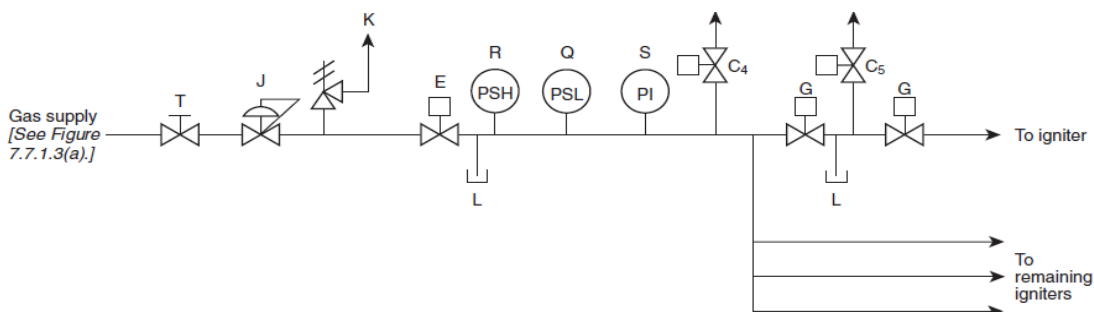 K
R
Q
S
C4
C5
J
E
T
PSH
PSL
PI
G
G
Gas supply
[See Figure
7.7.1.3(a).]
To igniter
L
L
To
remaining
igniters